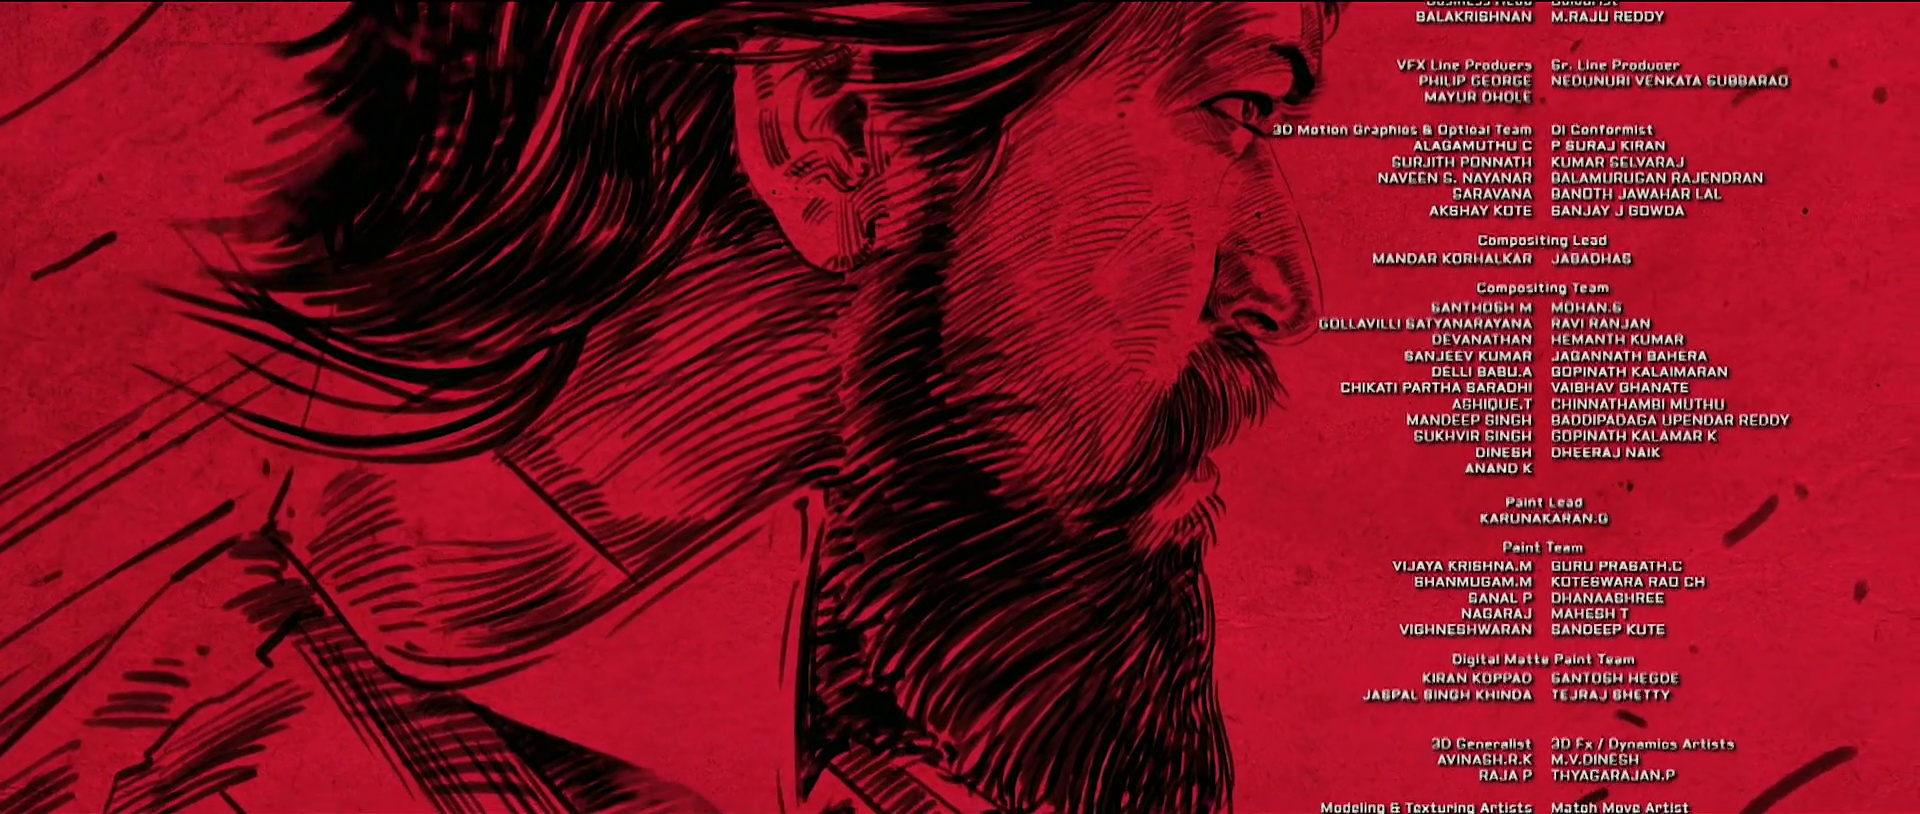 BALAKRISHNAN M.RAJU REDDY
VFX Line Produers Sr. Line Producer
PHILIP GEORGE NEDUNURI VENKATA SUBBARAO
MAYUR DHOLE
3D Motion Graphics & Optical Team DI Conformist
ALAGAMUTHU C P SURAJ KIRAN
SURJITH PONNATH KUMAR SELVARAJ
NAVEEN S. NAYANAR BALAMURUGAN RAJENDRAN
SARAVANA BANOTH JAWAHAR LAL
AKSHAY KOTE SANJAY J GOWDA
Compositing Lead
MANDAR KORHALKAR JAGADHAS
Compositing Team
SANTHOSH M MOHAN.S
GOLLAVILLI SATYANARAYANA RAVI RANJAN
DEVANATHAN HEMANTH KUMAR
SANJEEV KUMAR JAGANNATH BAHERA
DELLI BABU.A GOPINATH KALAIMARAN
CHIKATI PARTHA SARADHI VAIBHAV GHANATE
ASHIQUE.T CHINNATHAMBI MUTHU
MANDEEP SINGH BADDIPADAGA UPENDAR REDDY
SUKHVIR SINGH GOPINATH KALAMAR K
DINESH DHEERAJ NAIK
ANAND K
Paint Lead
KARUNAKARAN.G
Paint Team
VIJAYA KRISHNA.M GURU PRASATH.C
SHANMUGAM.M KOTESWARA RAO CH
SANAL P DHANAASHREE
NAGARAJ MAHESH T
VIGHNESHWARAN SANDEEP KUTE
Digital Matte Paint Team
KIRAN KOPPAD SANTOSH HEGDE
JASPAL SINGH KHINDA TEJRAJ SHETTY
3D Generalist 3D Fx / Dynamics Artists
AVINASH.R.K M.V.DINESH
RAJA P THYAGARAJAN.P
Modeling & Texturing Artists Match Move Artist